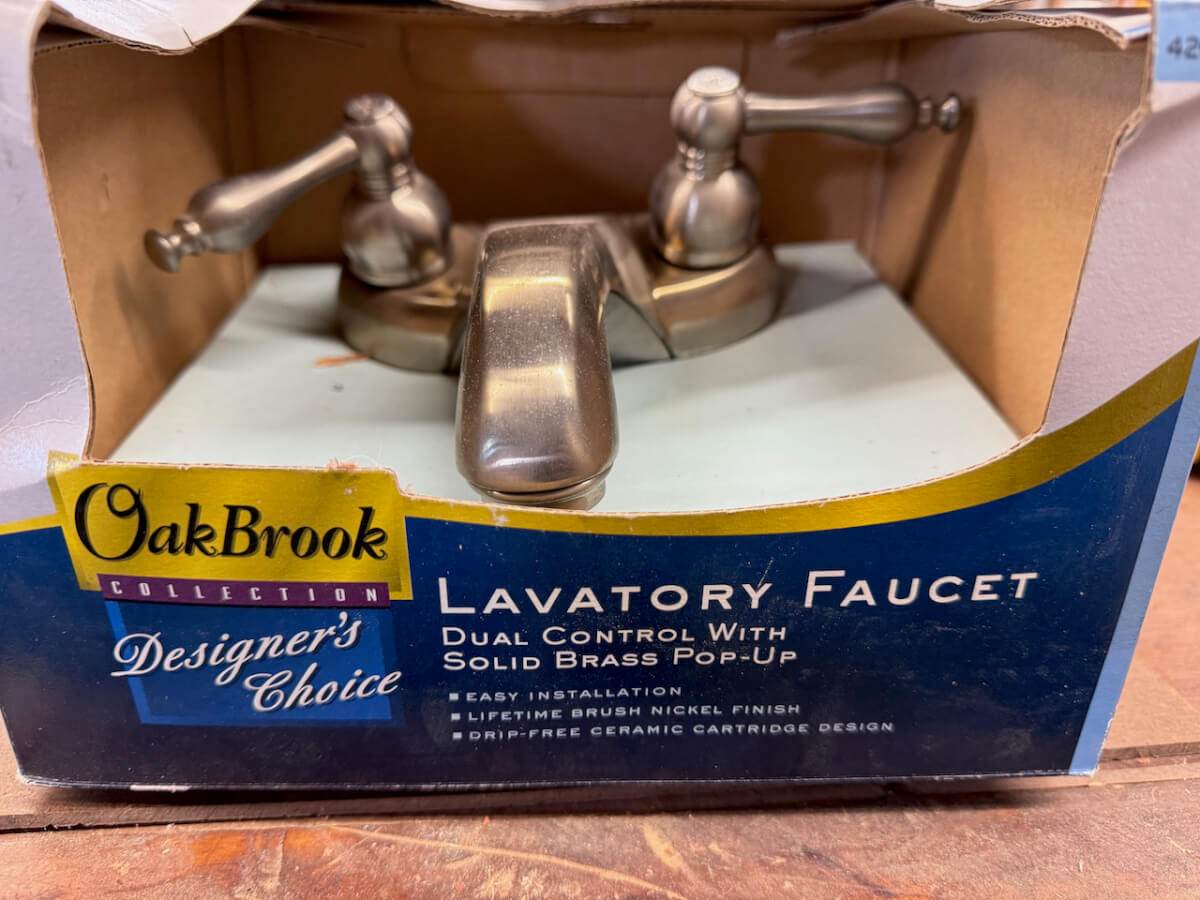 42
OakBrook
COLLECTION
Designer's
Choice
LAVATORY FAUCET
DUAL CONTROL WITH
SOLID BRASS POP-UP
▪ EASY INSTALLATION
▪ LIFETIME BRUSH NICKEL FINISH
▪ DRIP-FREE CERAMIC CARTRIDGE DESIGN